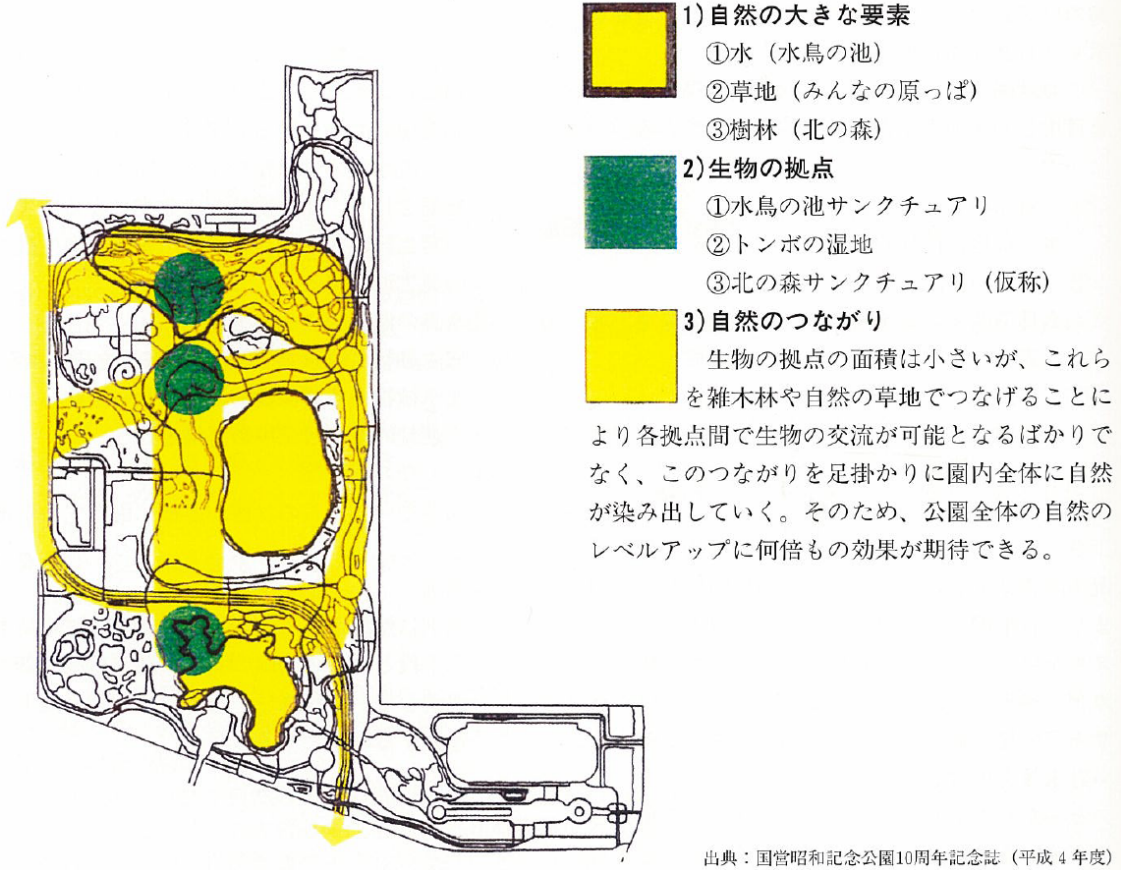 1)自然の大きな要素
①水（水鳥の池）
②草地（みんなの原っぱ）
③樹林（北の森）
2)生物の拠点
①水鳥の池サンクチュアリ
②トンボの湿地
③北の森サンクチュアリ（仮称）
3)自然のつながり
生物の拠点の面積は小さいが、これら
を雑木林や自然の草地でつなげることに
より各拠点間で生物の交流が可能となるばかりで
なく、このつながりを足掛かりに園内全体に自然
が染み出していく。そのため、公園全体の自然の
レベルアップに何倍もの効果が期待できる。
出典：国営昭和記念公園10周年記念誌（平成4年度）